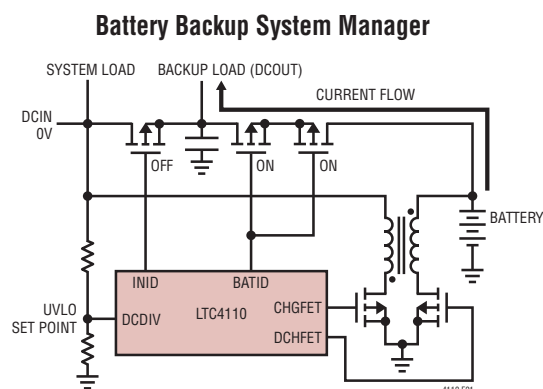 Battery Backup System Manager
SYSTEM LOAD
BACKUP LOAD (DCOUT)
CURRENT FLOW
DCIN
0V
OFF
ON
ON
BATTERY
INID
BATID
UVLO
SET POINT
DCDIV
LTC4110
CHGFET
DCHFET